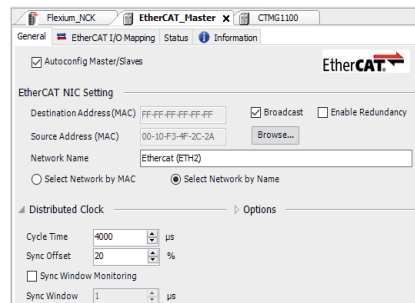 Flexium_NCK EtherCAT_Master x CTMG1100
General EtherCAT I/O Mapping Status Information
Autoconfig Master/Slaves
EtherCAT
EtherCAT NIC Setting
Destination Address (MAC) FF-FF-FF-FF-FF-FF Broadcast Enable Redundancy
Source Address (MAC) 00-10-F3-4F-2C-2A Browse...
Network Name Ethercat (ETH2)
Select Network by MAC Select Network by Name
Distributed Clock Options
Cycle Time 4000 µs
Sync Offset 20 %
Sync Window Monitoring
Sync Window 1 µs